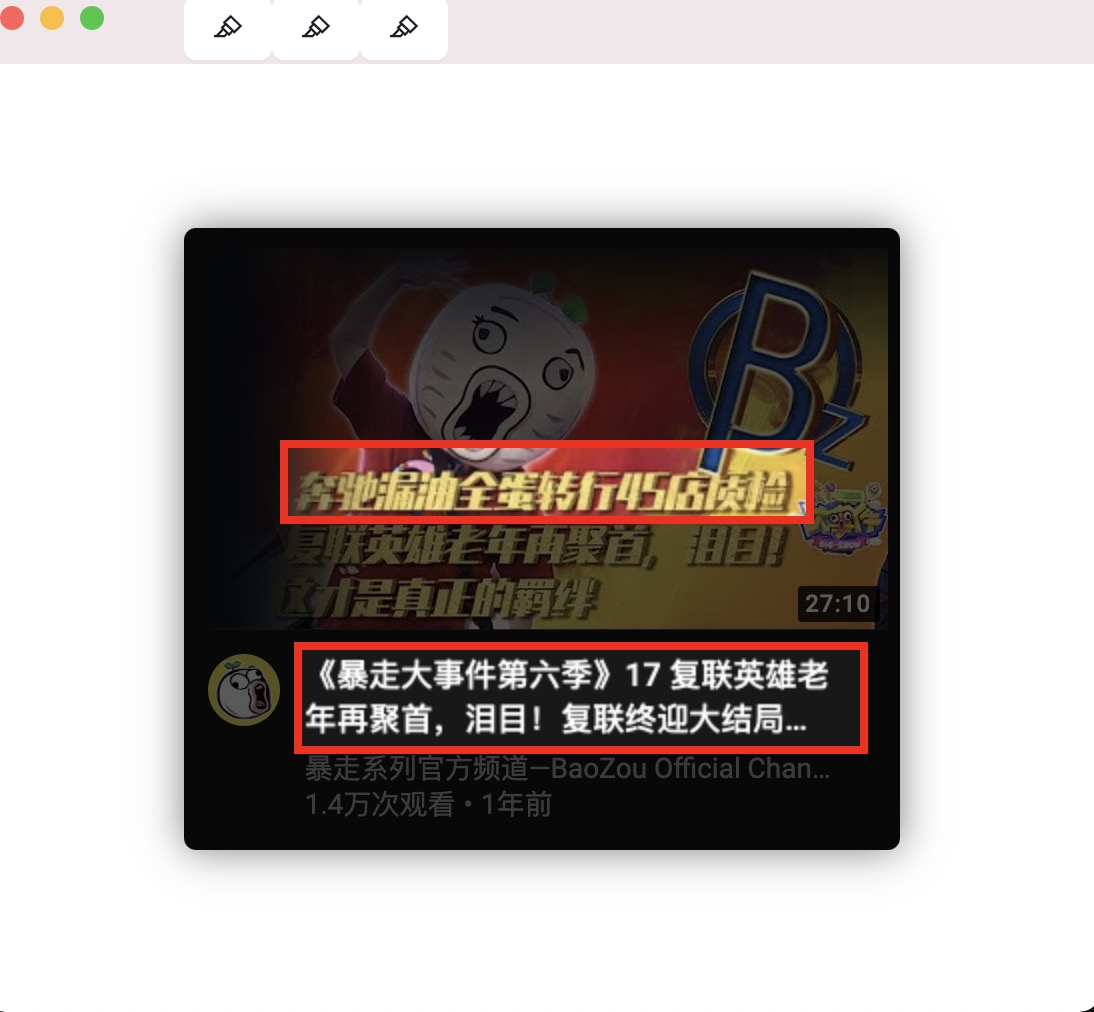 Bz
奔驰漏油全蛋转行4S店质检
复联英雄老年再聚首，泪目！
这才是真正的羁绊
BIG-SHOW
27:10
《暴走大事件第六季》17 复联英雄老
年再聚首，泪目！复联终迎大结局...
暴走系列官方频道—BaoZou Official Chan...
1.4万次观看 • 1年前